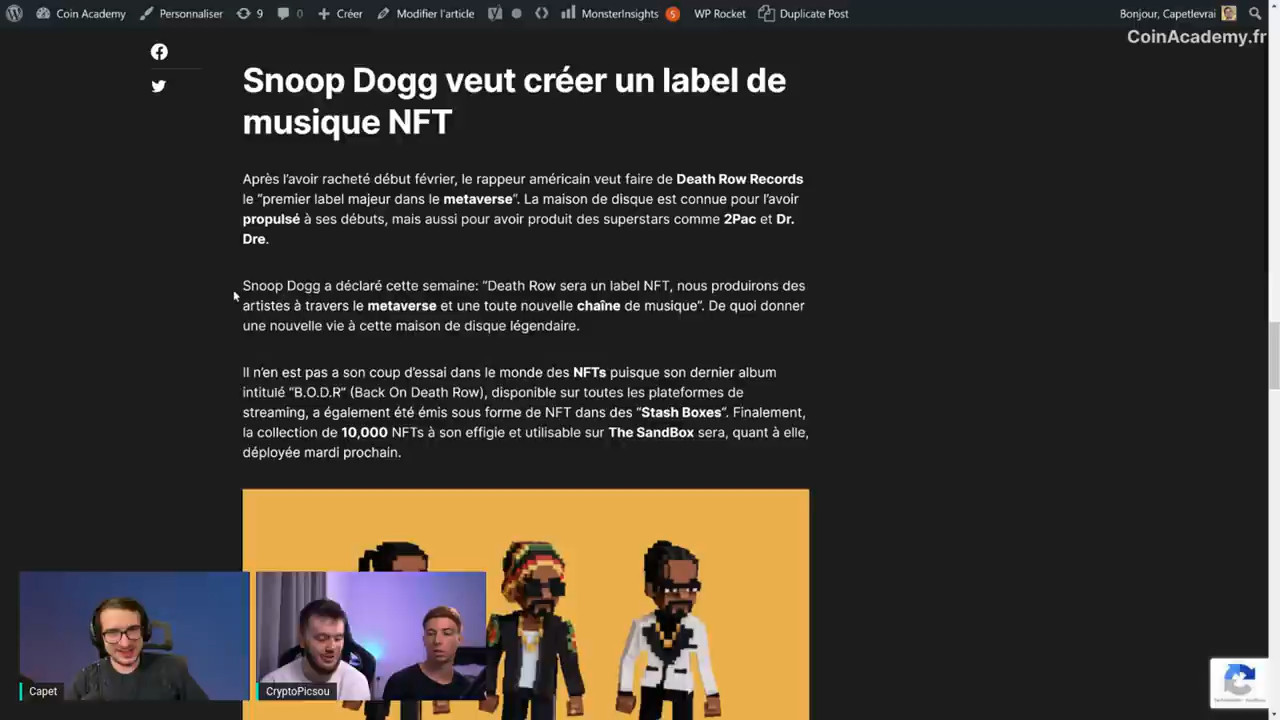 Coin Academy Personnaliser 9 0 Créer Modifier l'article MonsterInsights 5 WP Rocket Duplicate Post Bonjour, Capetlevrai
CoinAcademy.fr
Snoop Dogg veut créer un label de
musique NFT
Après l'avoir racheté début février, le rappeur américain veut faire de Death Row Records
le "premier label majeur dans le metaverse". La maison de disque est connue pour l'avoir
propulsé à ses débuts, mais aussi pour avoir produit des superstars comme 2Pac et Dr.
Dre.
Snoop Dogg a déclaré cette semaine: "Death Row sera un label NFT, nous produirons des
artistes à travers le metaverse et une toute nouvelle chaîne de musique". De quoi donner
une nouvelle vie à cette maison de disque légendaire.
Il n'en est pas a son coup d'essai dans le monde des NFTs puisque son dernier album
intitulé "B.O.D.R" (Back On Death Row), disponible sur toutes les plateformes de
streaming, a également été émis sous forme de NFT dans des "Stash Boxes". Finalement,
la collection de 10,000 NFTs à son effigie et utilisable sur The SandBox sera, quant à elle,
déployée mardi prochain.
Capet
CryptoPicsou